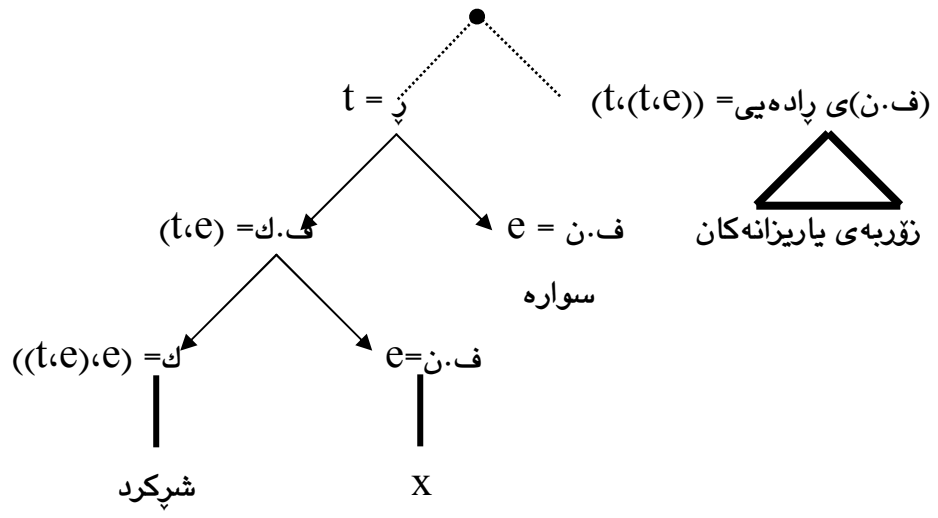 (ف.ن)ی ڕادەیی= ((t،(t،e)
ڕ = t
ف.ن = e
ف.ك= (t،e)
زۆربەی یاریزانەکان
سوارە
ف.ن=e
ك= ((t،e)،e)
x
شڕکرد